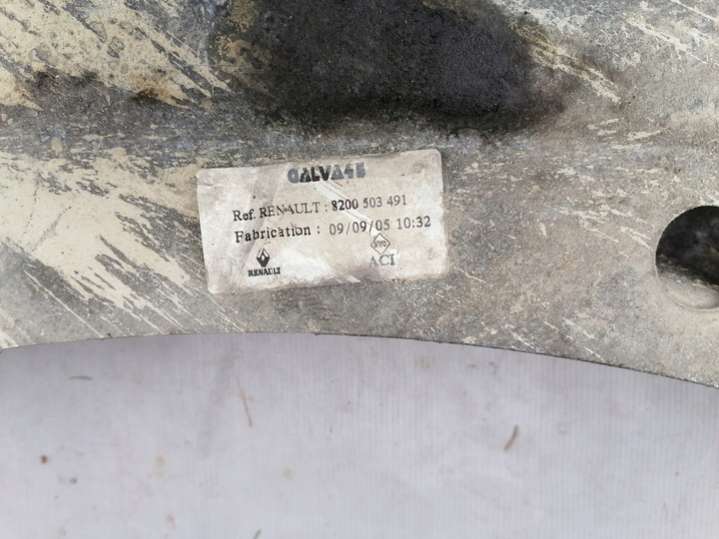 GALVA45
Ref. RENAULT : 8200 503 491
Fabrication : 09/09/05 10:32
RENAULT
ACI